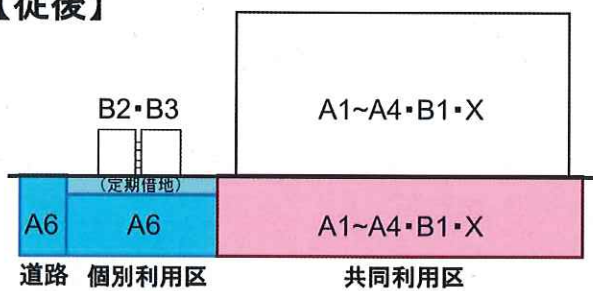 【従後】
B2・B3
A1~A4・B1・X
(定期借地)
A6
A6
A1~A4・B1・X
道路
個別利用区
共同利用区